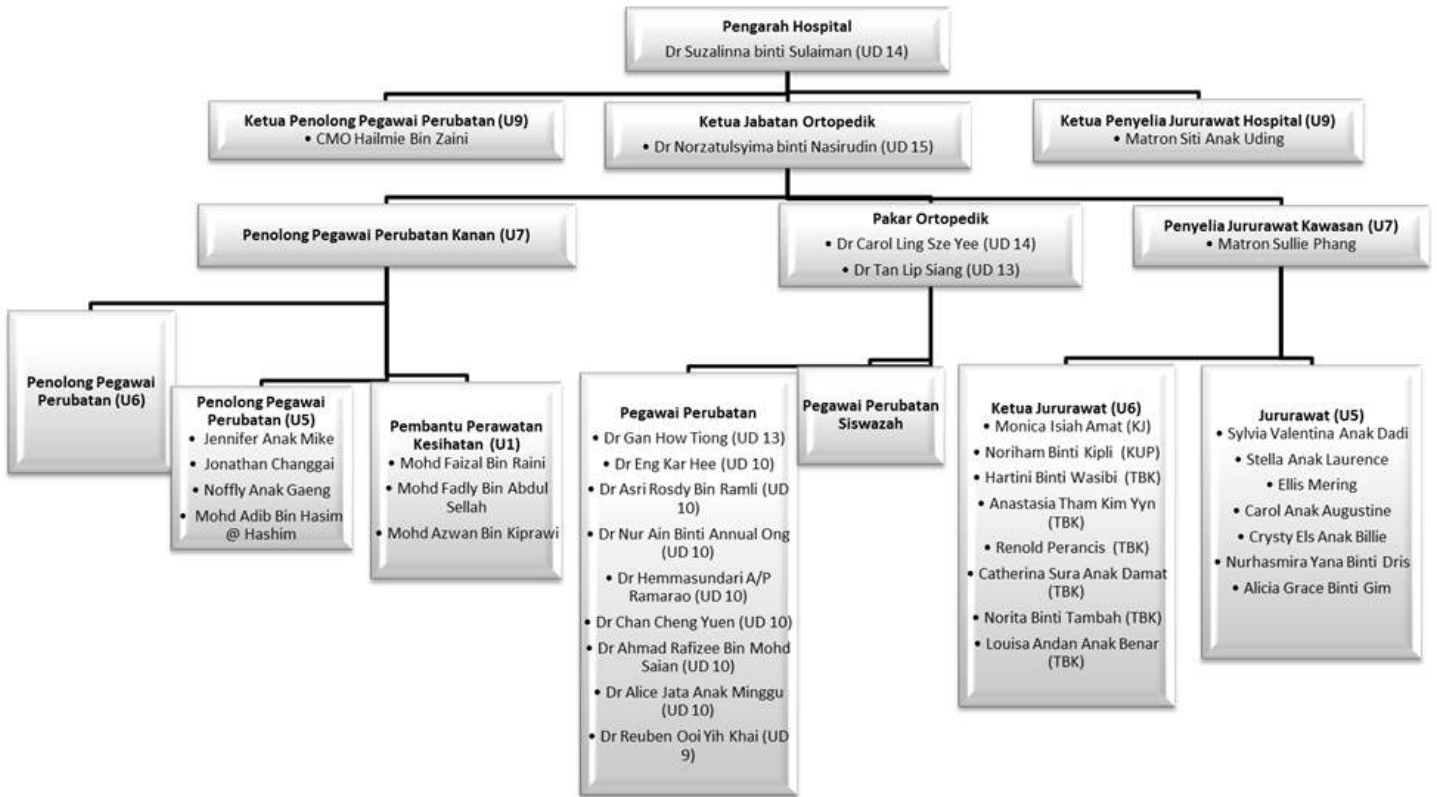 Pengarah Hospital
Dr Suzalinna binti Sulaiman (UD 14)
Ketua Penolong Pegawai Perubatan (U9)
• CMO Hailmie Bin Zaini
Ketua Jabatan Ortopedik
• Dr Norzatulsyima binti Nasirudin (UD 15)
Ketua Penyelia Jururawat Hospital (U9)
• Matron Siti Anak Uding
Penolong Pegawai Perubatan Kanan (U7)
Pakar Ortopedik
• Dr Carol Ling Sze Yee (UD 14)
• Dr Tan Lip Siang (UD 13)
Penyelia Jururawat Kawasan (U7)
• Matron Sullie Phang
Penolong Pegawai
Perubatan (U6)
Penolong Pegawai
Perubatan (U5)
• Jennifer Anak Mike
• Jonathan Changgai
• Noffly Anak Gaeng
• Mohd Adib Bin Hasim
@ Hashim
Pembantu Perawatan
Kesihatan (U1)
• Mohd Faizal Bin Raini
• Mohd Fadly Bin Abdul
Sellah
• Mohd Azwan Bin Kiprawi
Pegawai Perubatan
• Dr Gan How Tiong (UD 13)
• Dr Eng Kar Hee (UD 10)
• Dr Asri Rosdy Bin Ramli (UD
10)
• Dr Nur Ain Binti Annual Ong
(UD 10)
• Dr Hemmasundari A/P
Ramarao (UD 10)
• Dr Chan Cheng Yuen (UD 10)
• Dr Ahmad Rafizee Bin Mohd
Saian (UD 10)
• Dr Alice Jata Anak Minggu
(UD 10)
• Dr Reuben Ooi Yih Khai (UD
9)
Pegawai Perubatan
Siswazah
Ketua Jururawat (U6)
• Monica Isiah Amat (KJ)
• Noriham Binti Kipli (KUP)
• Hartini Binti Wasibi (TBK)
• Anastasia Tham Kim Yyn
(TBK)
• Renold Perancis (TBK)
• Catherina Sura Anak Damat
(TBK)
• Norita Binti Tambah (TBK)
• Louisa Andan Anak Benar
(TBK)
Jururawat (U5)
• Sylvia Valentina Anak Dadi
• Stella Anak Laurence
• Ellis Mering
• Carol Anak Augustine
• Crysty Els Anak Billie
• Nurhasmira Yana Binti Dris
• Alicia Grace Binti Gim